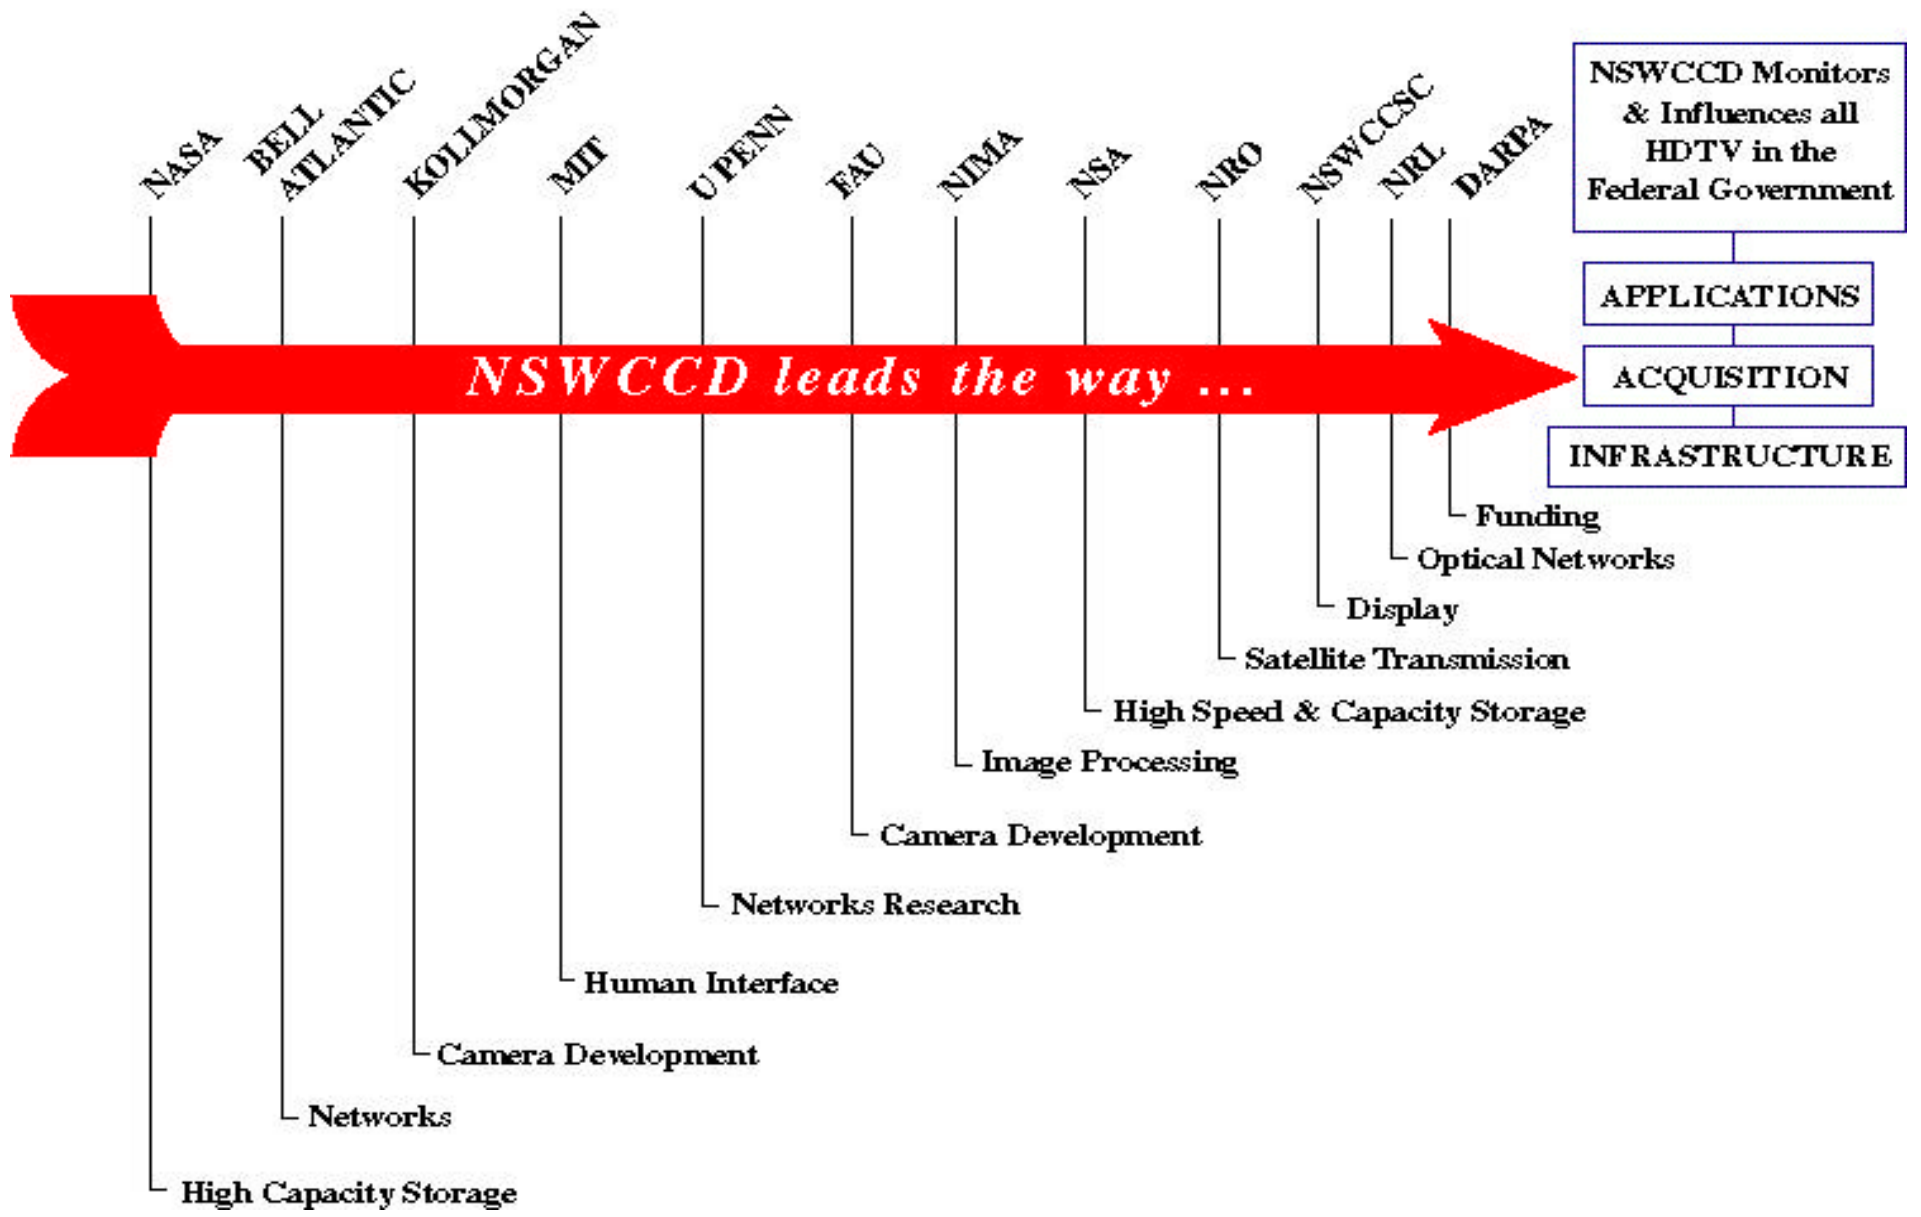 NASA
BELL
ATLANTIC
KOLLMORGAN
MIT
UPENN
FAU
NIMA
NSA
NRO
NSWCCSC
NRL
DARPA
NSWCCD Monitors
& Influences all
HDTV in the
Federal Government
APPLICATIONS
NSWCCD leads the way ...
ACQUISITION
INFRASTRUCTURE
Funding
Optical Networks
Display
Satellite Transmission
High Speed & Capacity Storage
Image Processing
Camera Development
Networks Research
Human Interface
Camera Development
Networks
High Capacity Storage